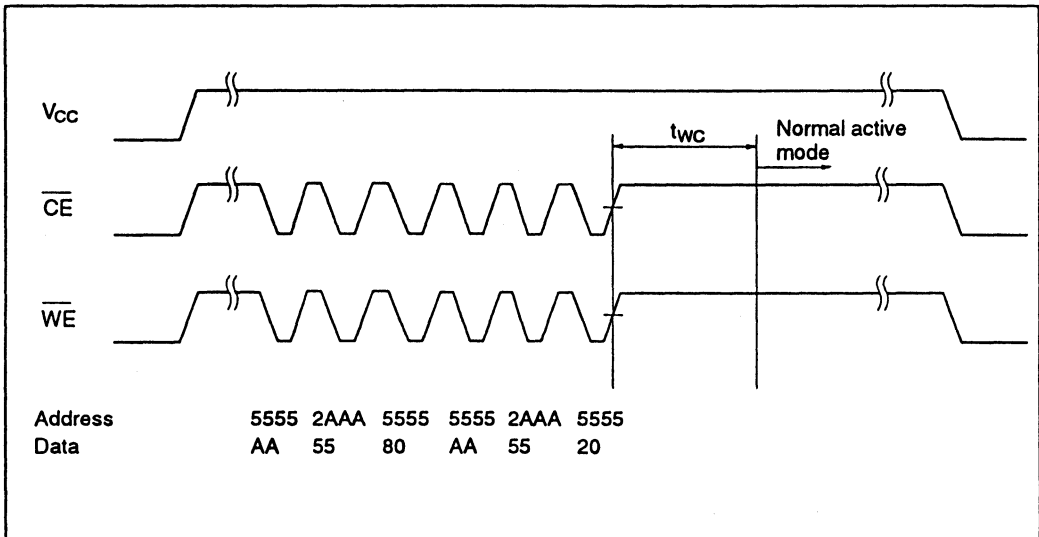 VCC
tWC
Normal active
mode
CE
WE
Address 5555 2AAA 5555 5555 2AAA 5555
Data AA 55 80 AA 55 20